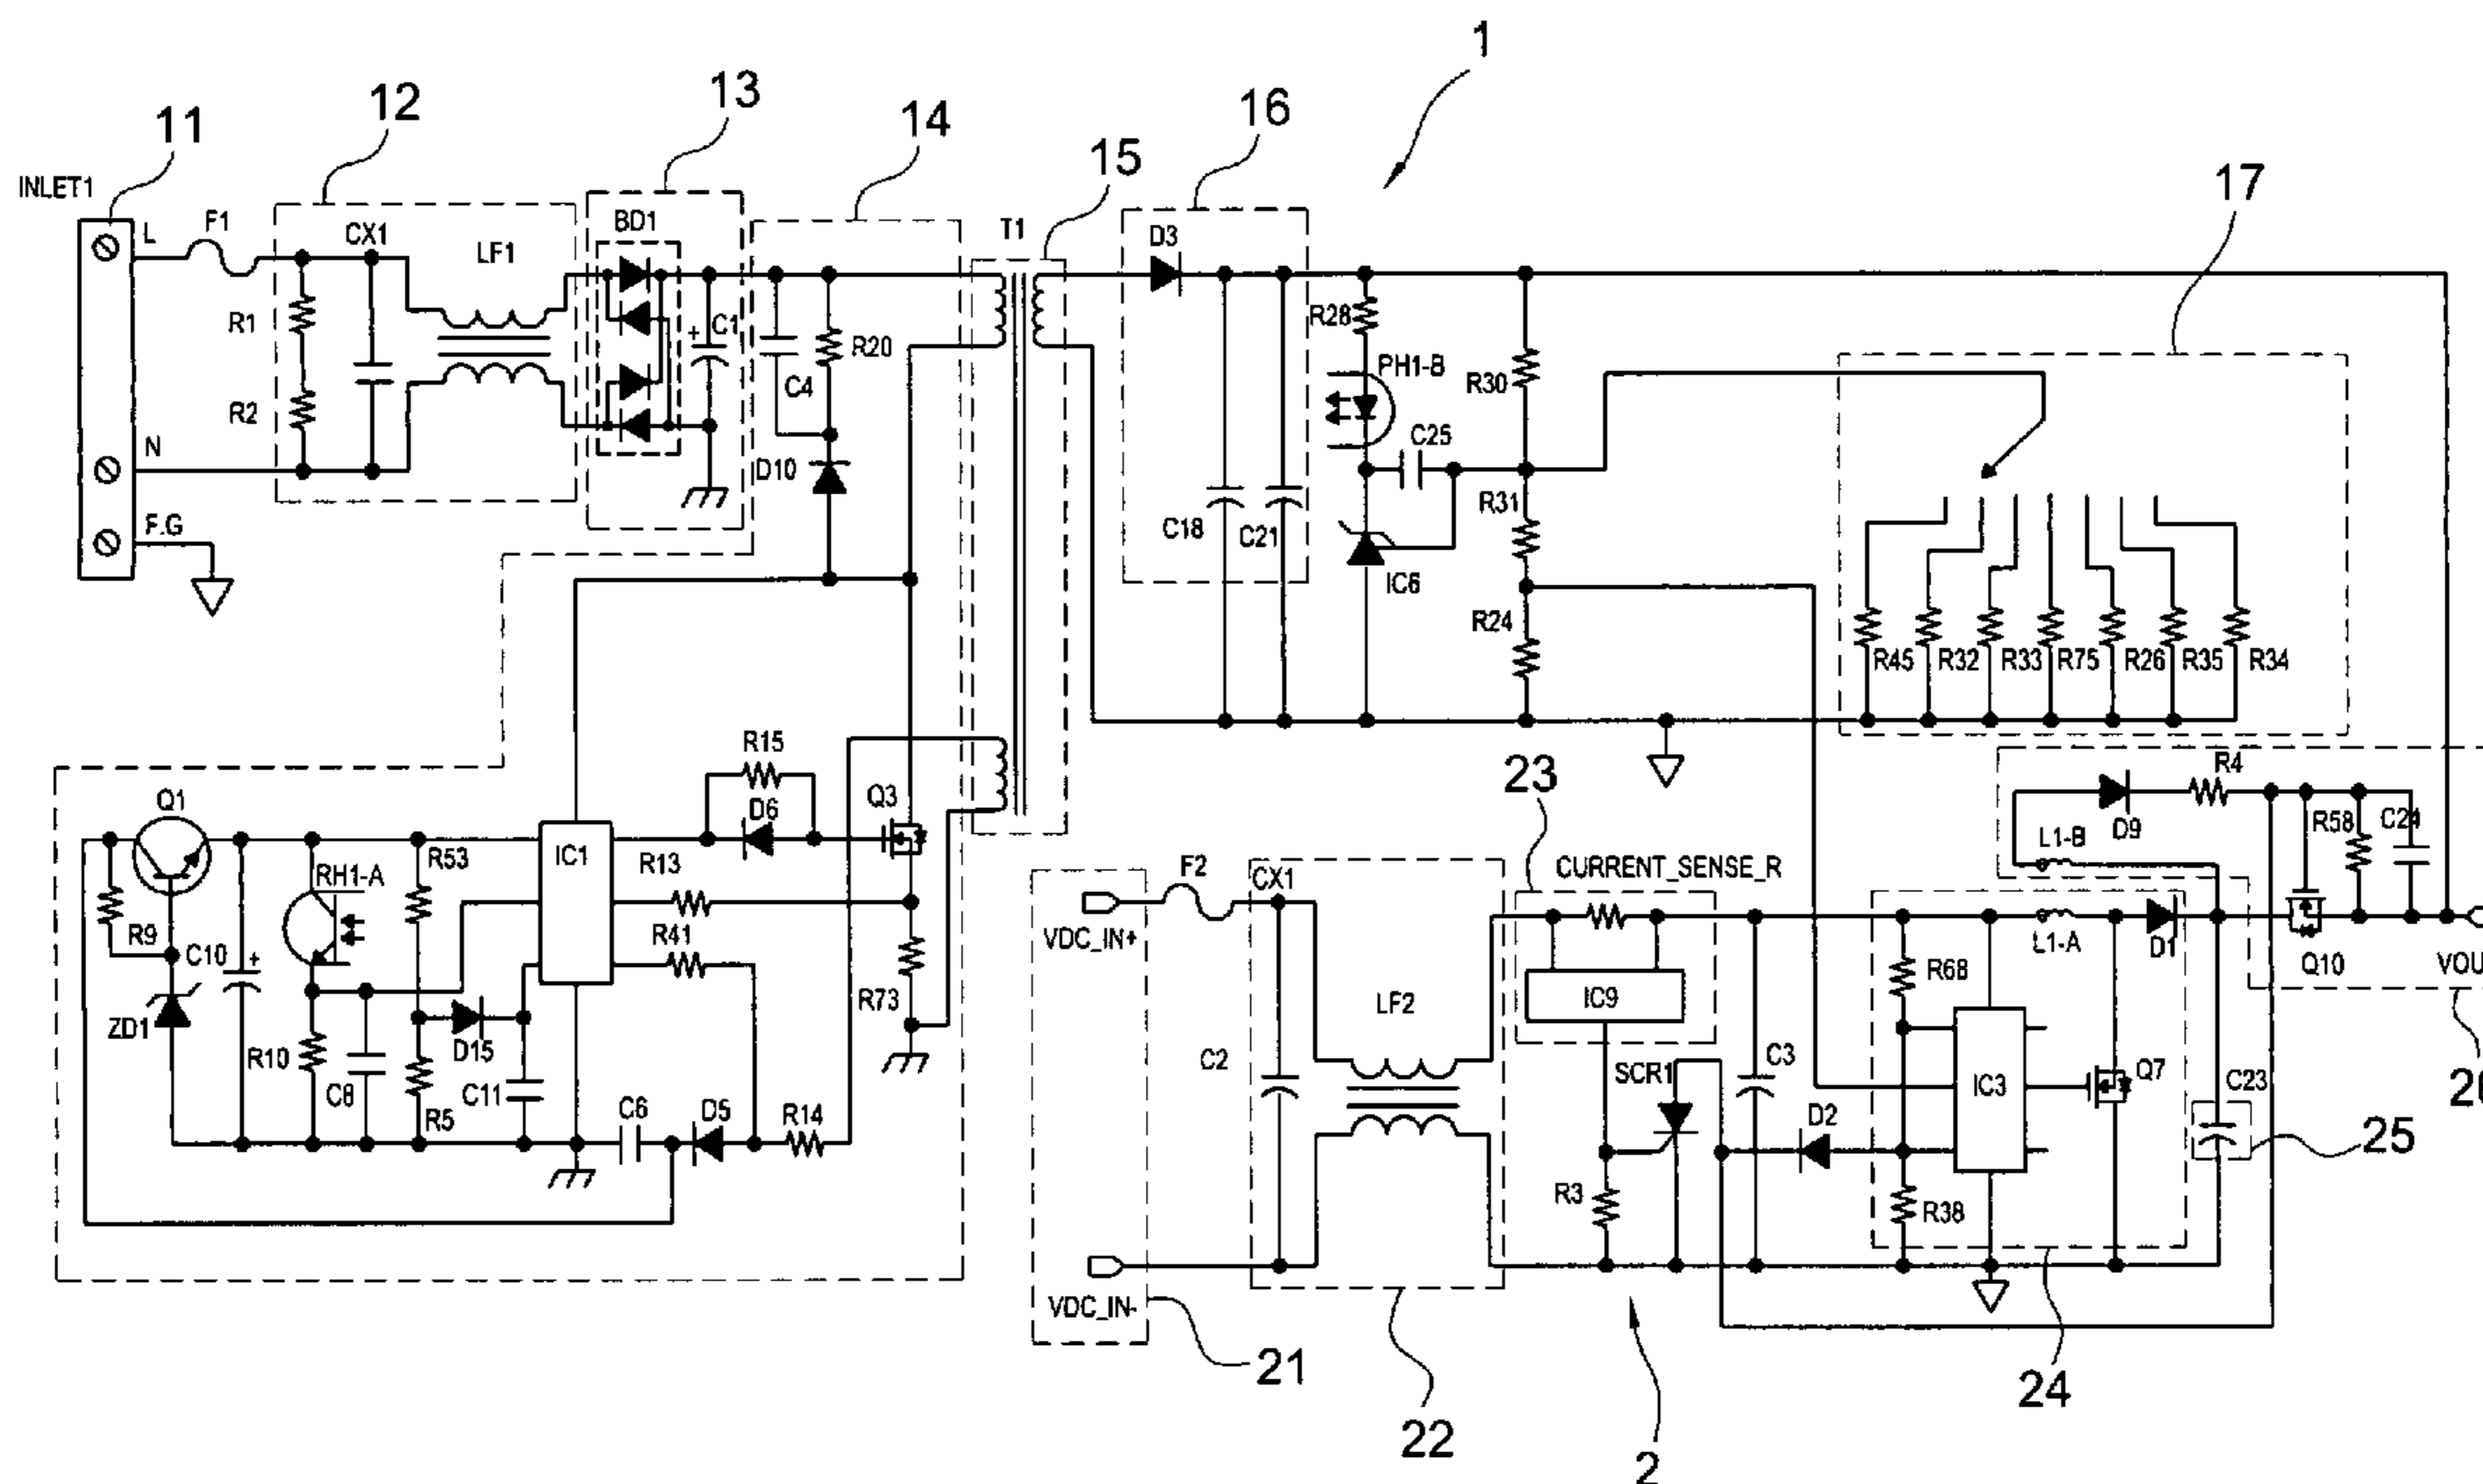 1
11
12
13
14
15
16
17
INLET1
L
F1
CX1
LF1
BD1
T1
D3
R1
R2
C1
+
C4
R20
R28
PH1-B
R30
N
D10
C25
C18
C21
R31
F.G
IC6
R24
R45
R32
R33
R75
R26
R35
R34
R15
D6
Q3
Q1
R53
IC1
R13
RH1-A
R9
C10
+
R41
R73
ZD1
R10
D15
C8
R5
C11
C6
D5
R14
23
F2
CX1
CURRENT_SENSE_R
VDC_IN+
R4
D9
L1-B
R58
L1-A
D1
Q10
VOU
IC9
LF2
R68
C2
SCR1
C3
D2
IC3
Q7
C23
25
R3
R38
VDC_IN-
21
22
2
24